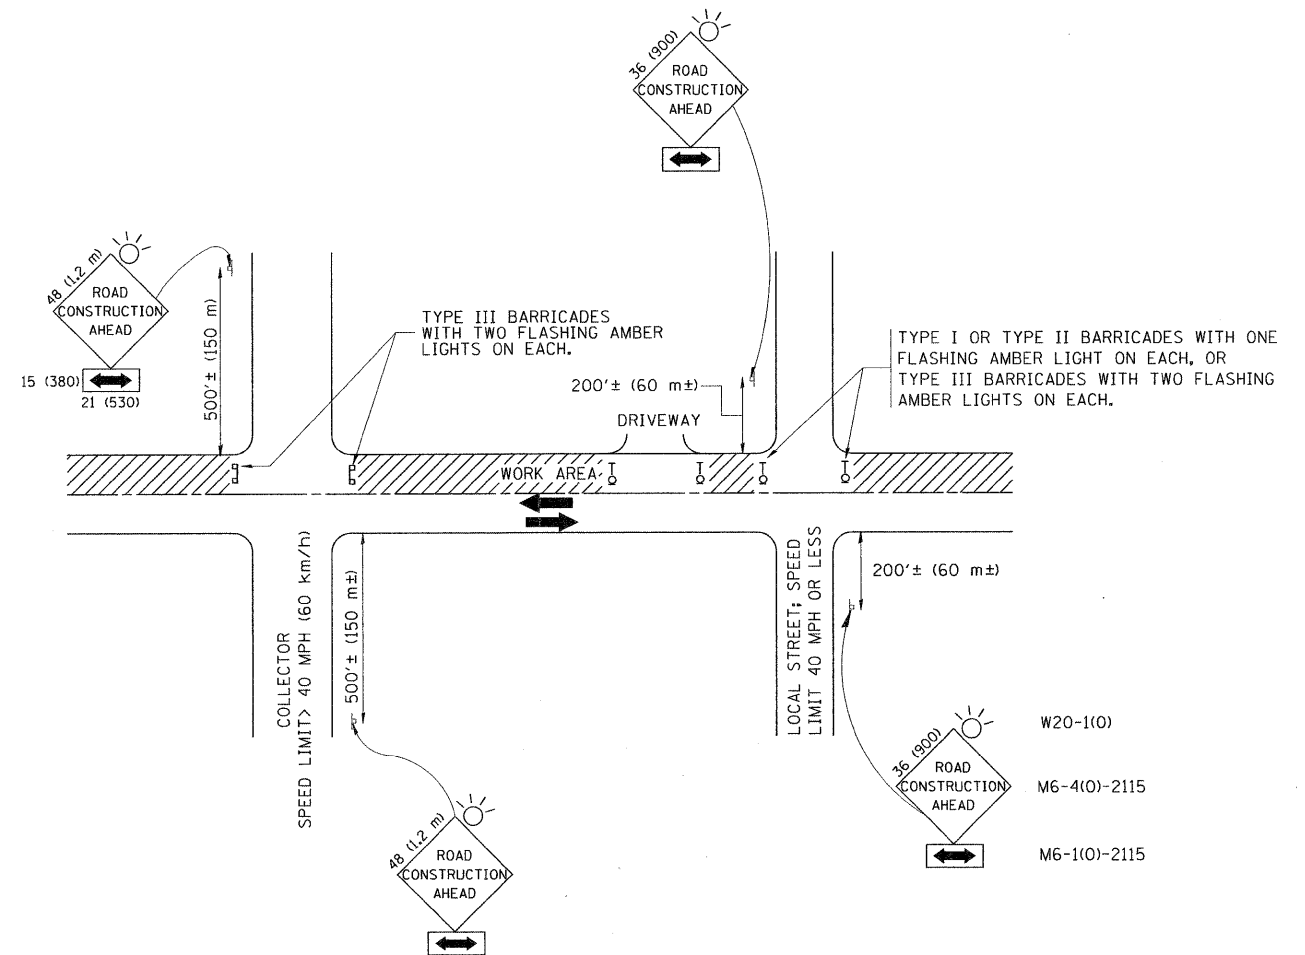 36 (900)
ROAD
CONSTRUCTION
AHEAD
48 (1.2 m)
ROAD
CONSTRUCTION
AHEAD
15 (380)
21 (530)
500'± (150 m)
TYPE III BARRICADES
WITH TWO FLASHING AMBER
LIGHTS ON EACH.
200'± (60 m±)
DRIVEWAY
TYPE I OR TYPE II BARRICADES WITH ONE
FLASHING AMBER LIGHT ON EACH, OR
TYPE III BARRICADES WITH TWO FLASHING
AMBER LIGHTS ON EACH.
WORK AREA
COLLECTOR
SPEED LIMIT> 40 MPH (60 km/h)
500'± (150 m±)
LOCAL STREET; SPEED
LIMIT 40 MPH OR LESS
200'± (60 m±)
48 (1.2 m)
ROAD
CONSTRUCTION
AHEAD
36 (900)
ROAD
CONSTRUCTION
AHEAD
W20-1(O)
M6-4(O)-2115
M6-1(O)-2115